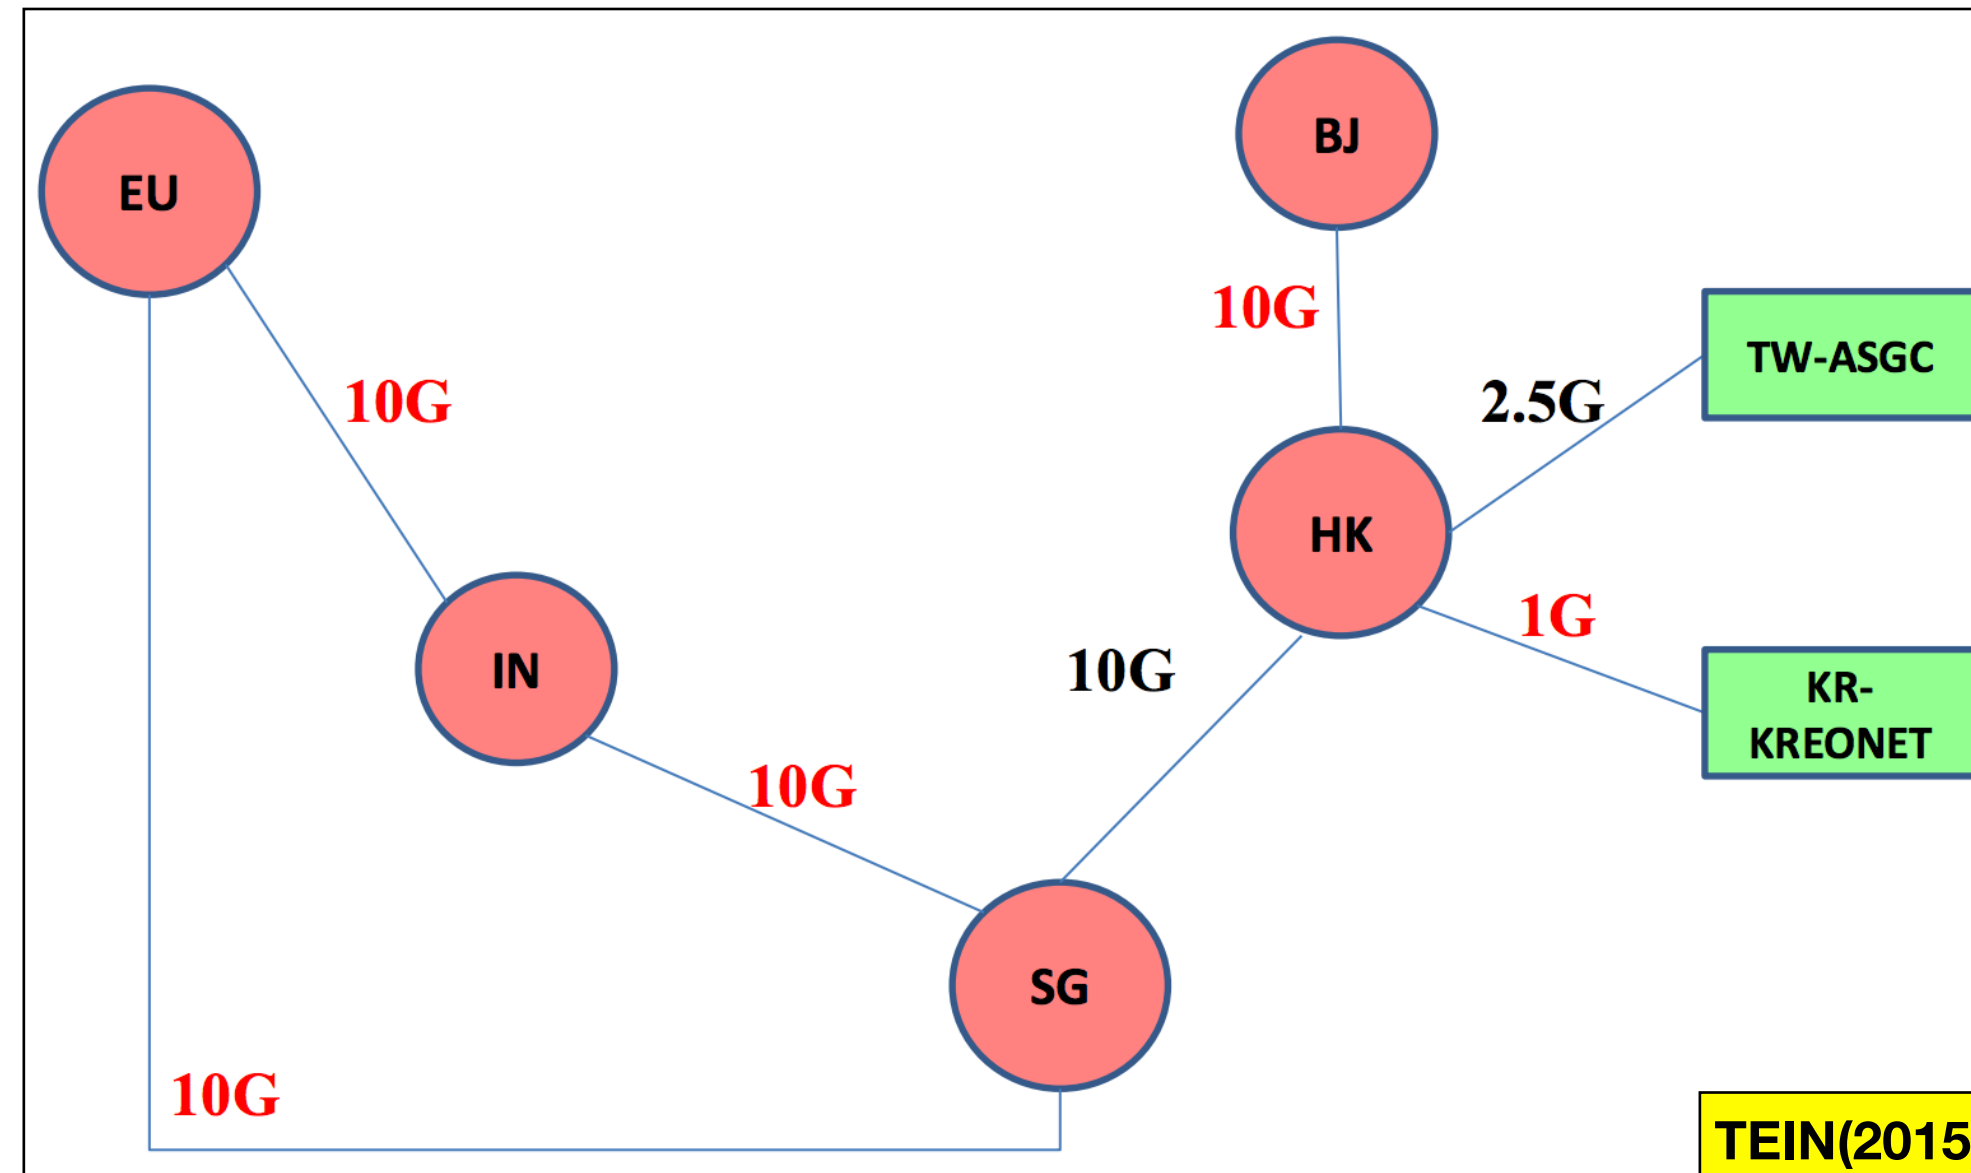 BJ
EU
10G
TW-ASGC
10G
2.5G
HK
1G
IN
10G
KR-
KREONET
10G
SG
10G
TEIN(2015